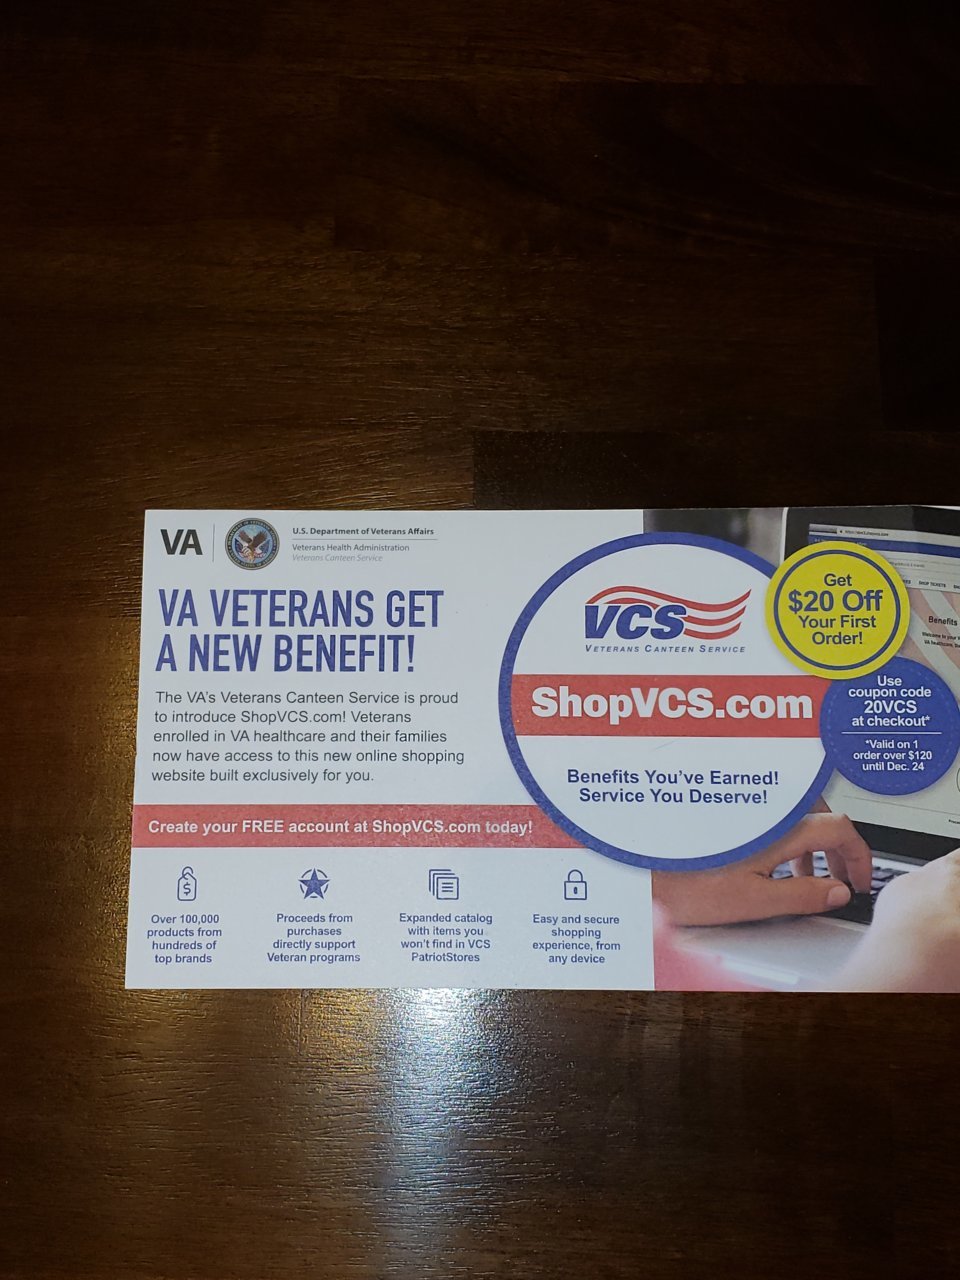 VA
U.S. Department of Veterans Affairs
Veterans Health Administration
Veterans Canteen Service
VA VETERANS GET
A NEW BENEFIT!
The VA's Veterans Canteen Service is proud
to introduce ShopVCS.com! Veterans
enrolled in VA healthcare and their families
now have access to this new online shopping
website built exclusively for you.
Create your FREE account at ShopVCS.com today!
Over 100,000
products from
hundreds of
top brands
Proceeds from
purchases
directly support
Veteran programs
Expanded catalog
with items you
won't find in VCS
PatriotStores
Easy and secure
shopping
experience, from
any device
VCS
VETERANS CANTEEN SERVICE
ShopVCS.com
Benefits You've Earned!
Service You Deserve!
Get
$20 Off
Your First
Order!
Use
coupon code
20VCS
at checkout*
*Valid on 1
order over $120
until Dec. 24
SHOP TICKETS
Benefits